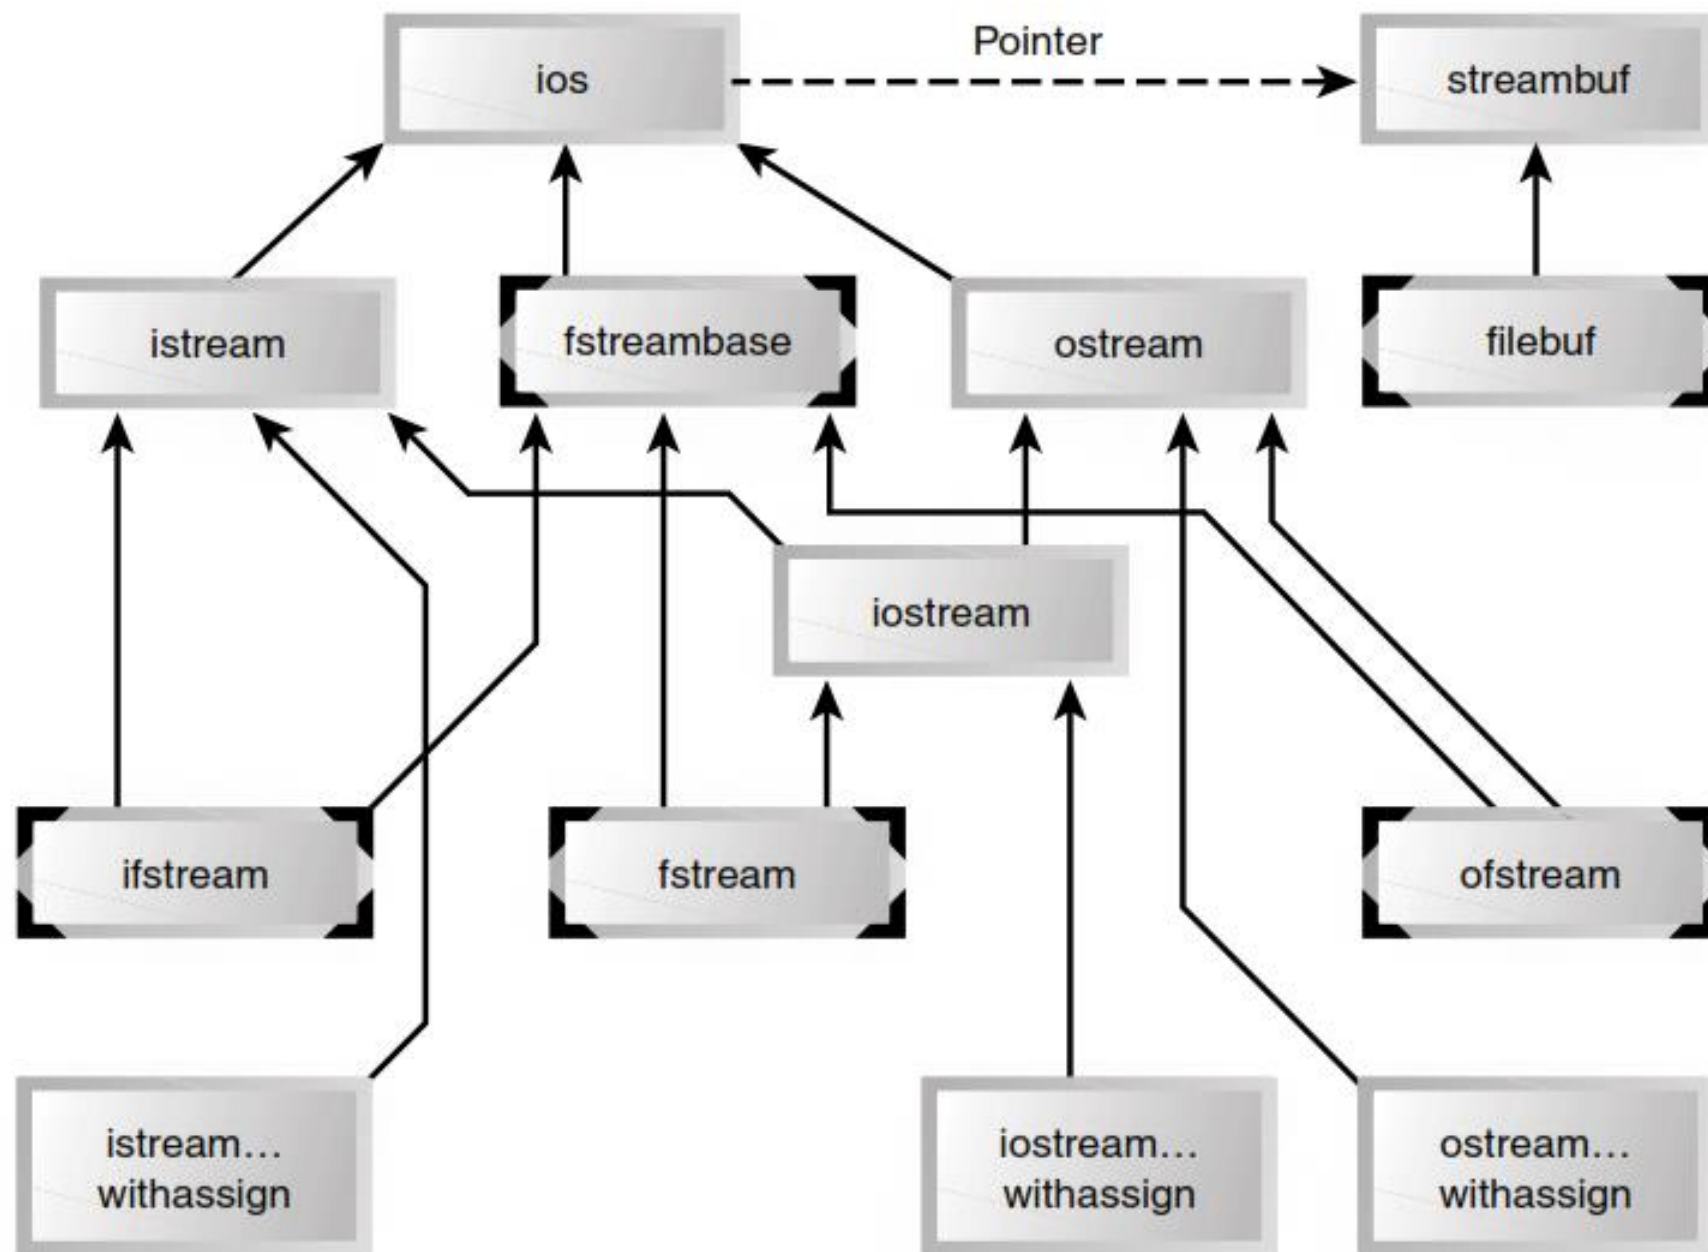 Pointer
ios
streambuf
istream
fstreambase
ostream
filebuf
iostream
ifstream
fstream
ofstream
istream…
withassign
iostream…
withassign
ostream…
withassign